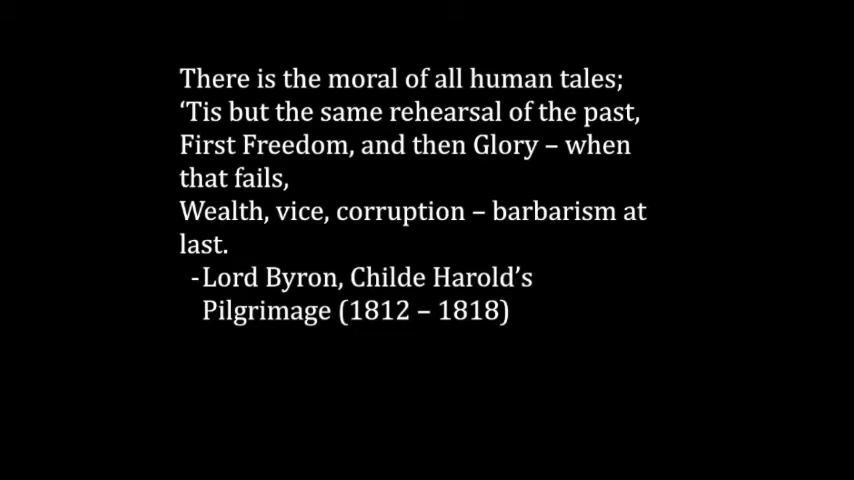 There is the moral of all human tales;
‘Tis but the same rehearsal of the past,
First Freedom, and then Glory – when
that fails,
Wealth, vice, corruption – barbarism at
last.
-Lord Byron, Childe Harold’s
Pilgrimage (1812 – 1818)